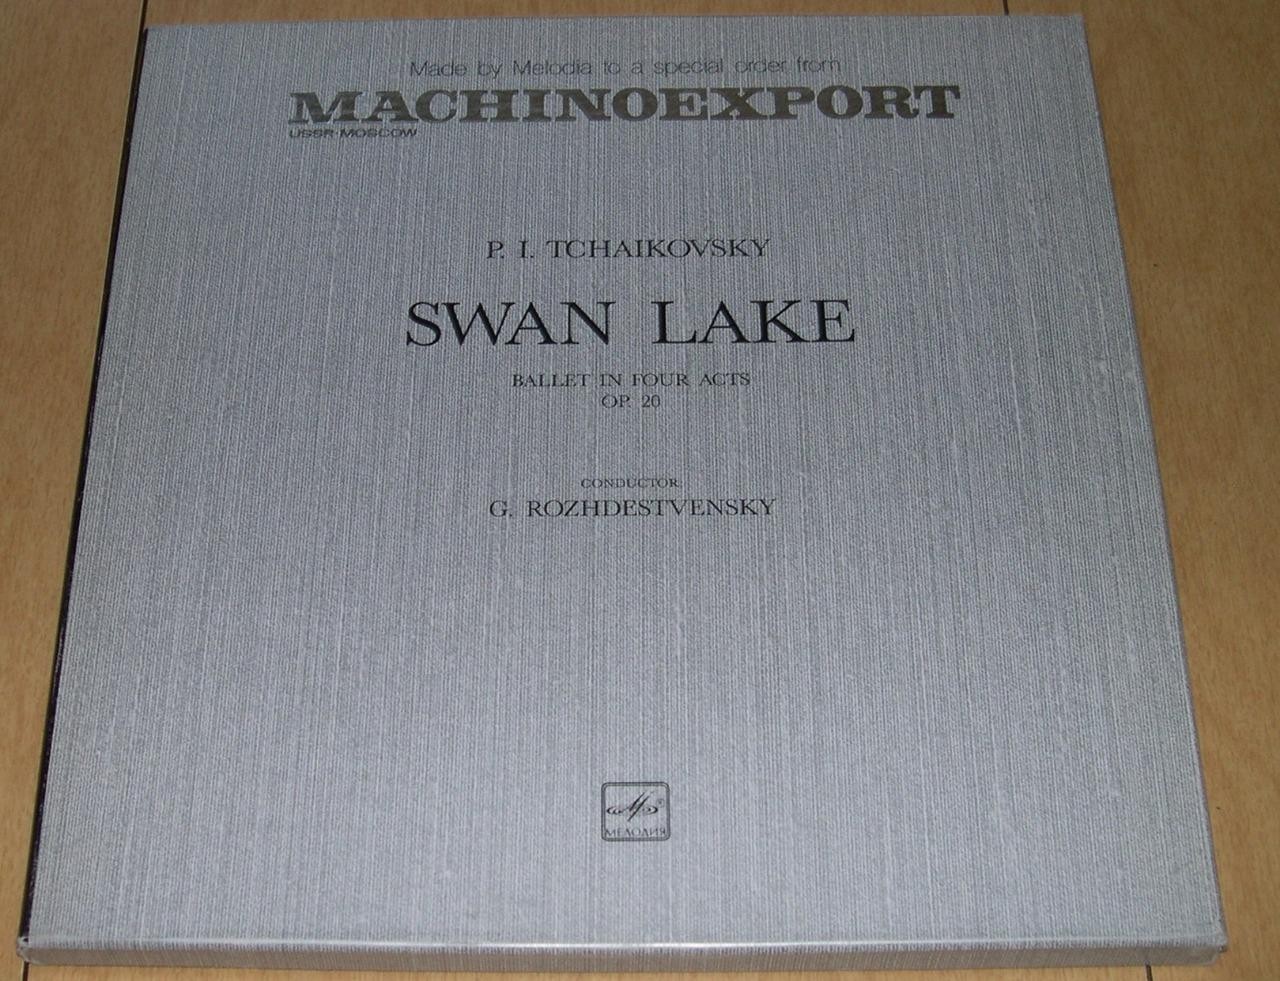 Made by Melodia to a special order from
MACHINOEXPORT
USSR·MOSCOW
P. I. TCHAIKOVSKY
SWAN LAKE
BALLET IN FOUR ACTS
OP. 20
CONDUCTOR:
G. ROZHDESTVENSKY
МЕЛОДИЯ